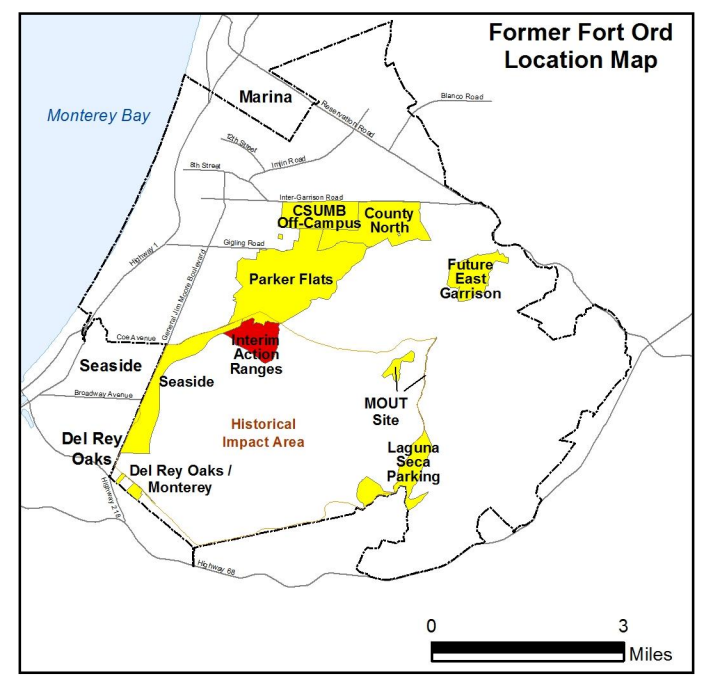 Former Fort Ord
Location Map
Marina
Monterey Bay
Blanco Road
Reservation Road
12th Street
Imjin Road
8th Street
Inter-Garrison Road
CSUMB
Off-Campus
County
North
Gigling Road
Highway 1
General Jim Moore Boulevard
Parker Flats
Future
East
Garrison
Coe Avenue
Interim
Action
Ranges
Seaside
Seaside
Broadway Avenue
MOUT
Site
Historical
Impact Area
Del Rey
Oaks
Laguna
Seca
Parking
Del Rey Oaks /
Monterey
Highway 218
Highway 68
0 3
Miles